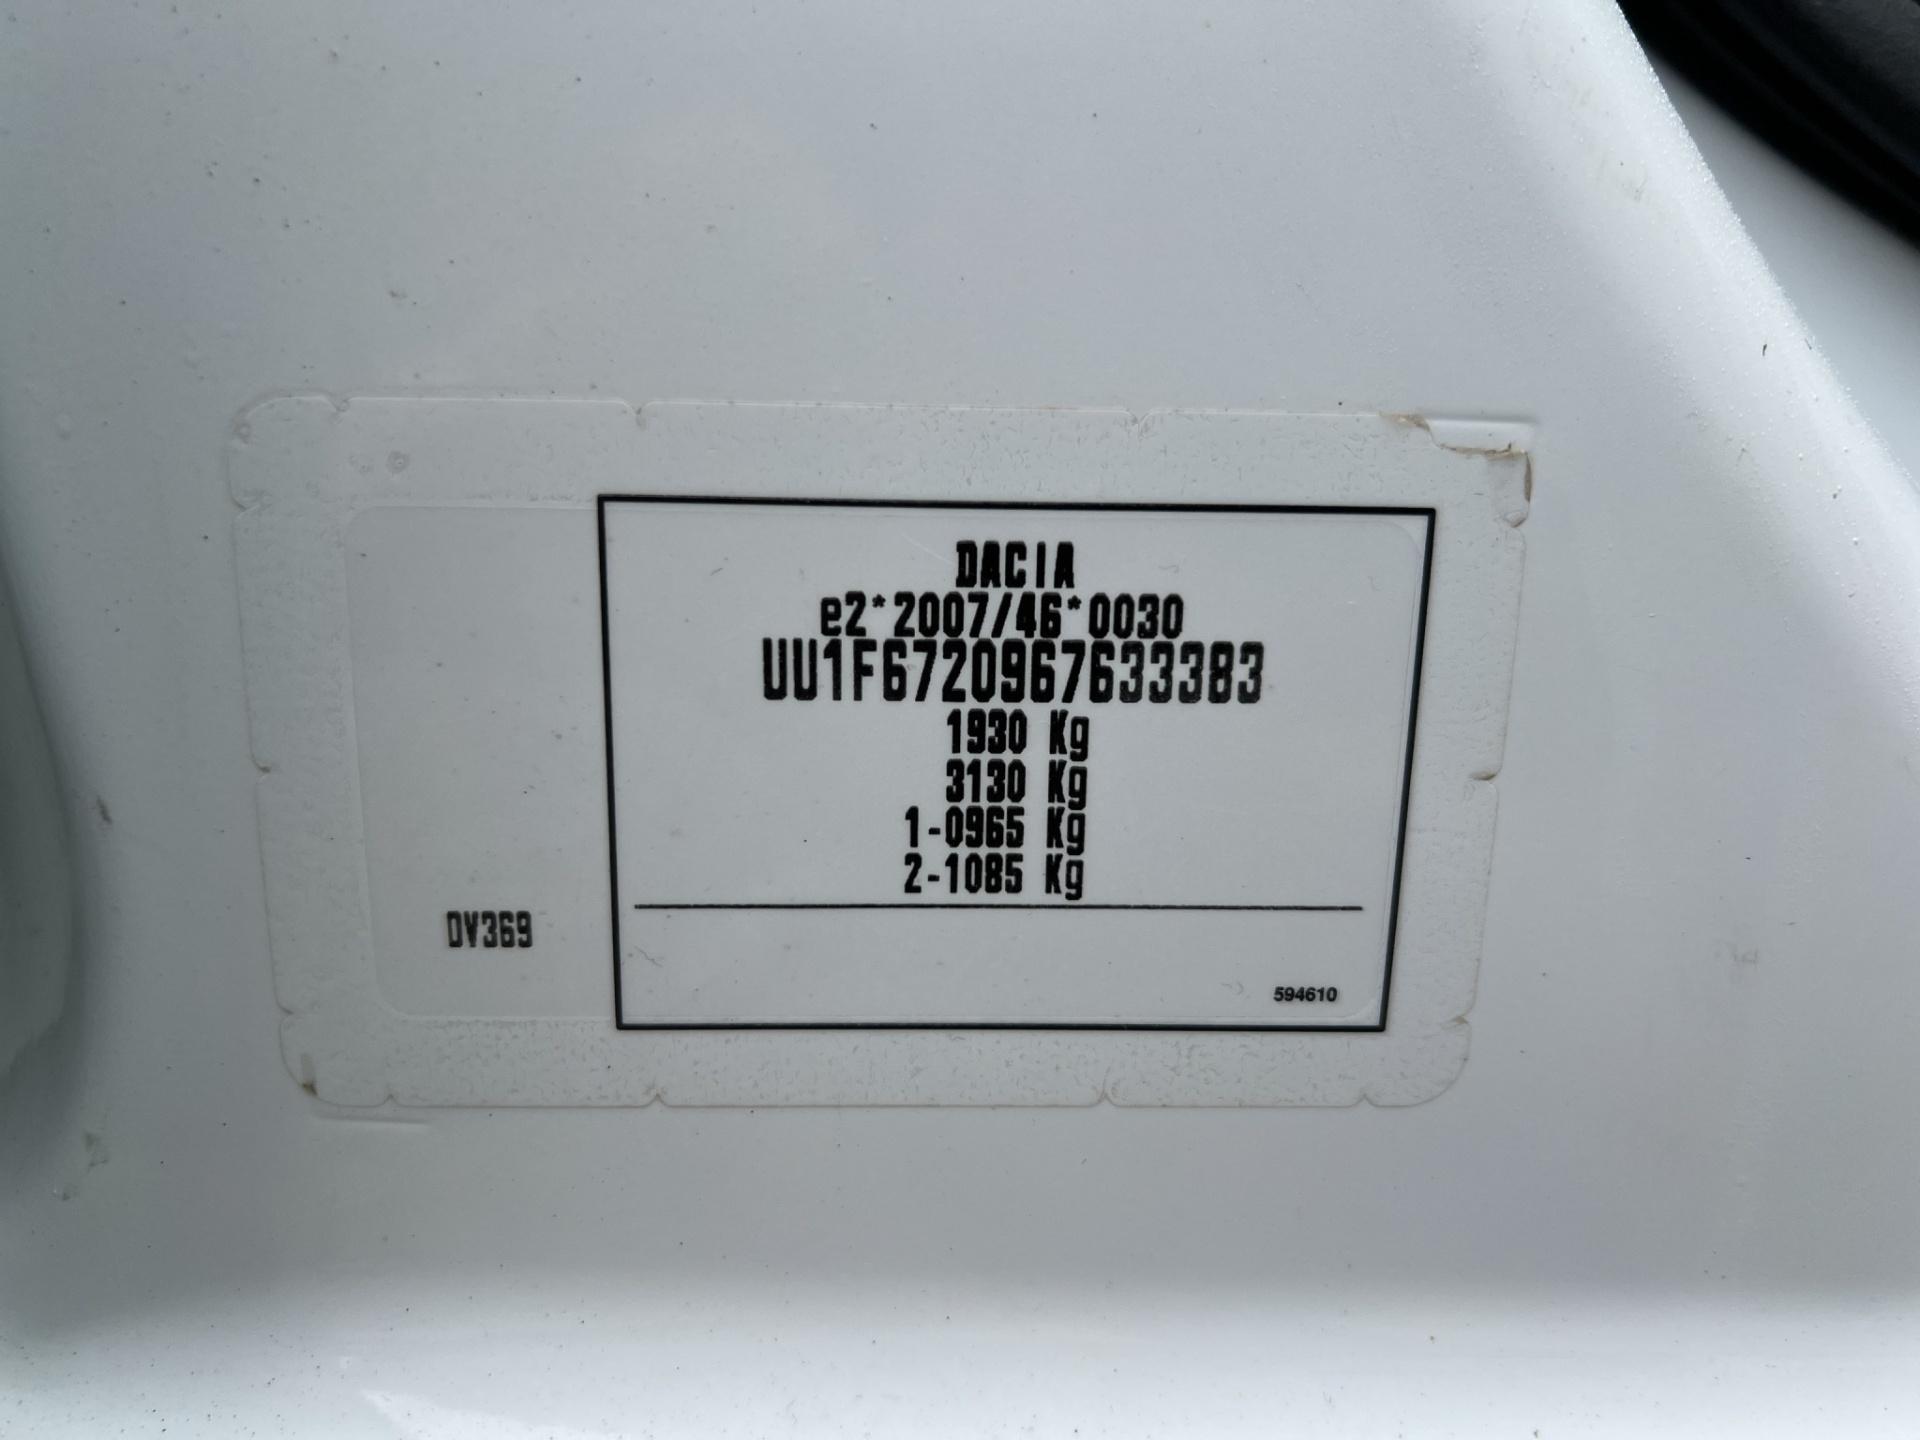 DACIA
e2*2007/46*0030
UU1F6720967633383
1930 Kg
3130 Kg
1-0965 Kg
2-1085 Kg
DV369
594610